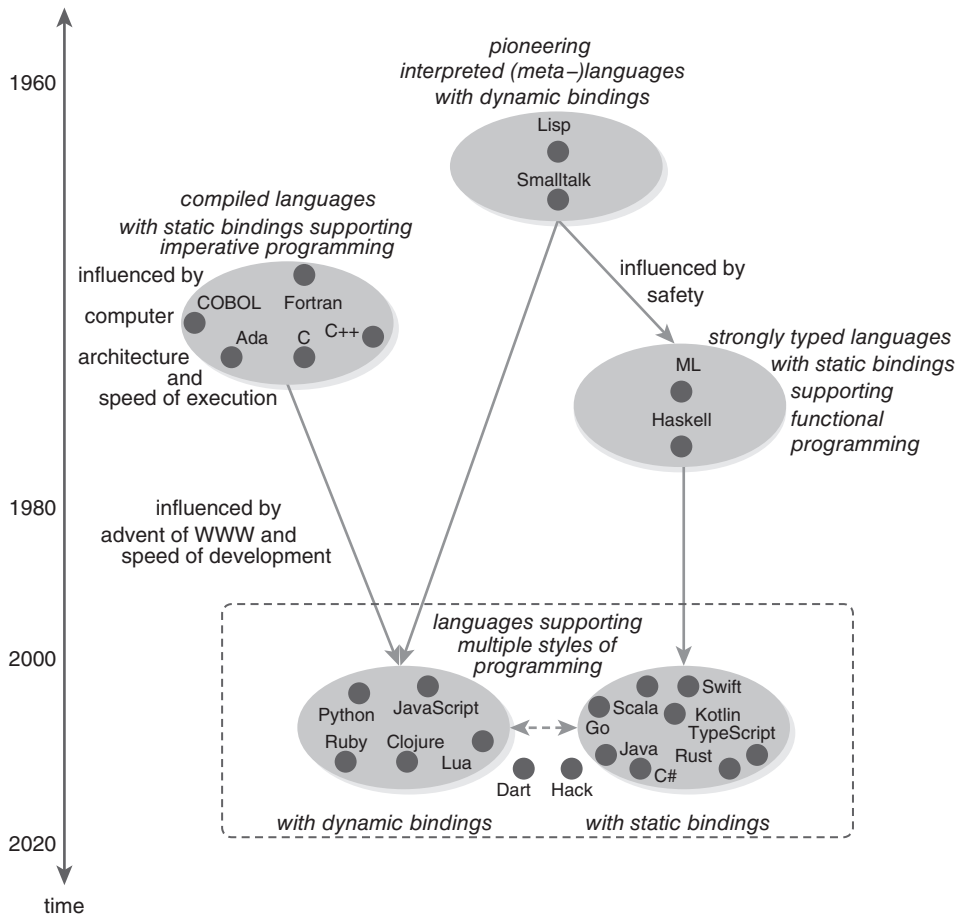 1960
pioneering
interpreted (meta–)languages
with dynamic bindings
Lisp
Smalltalk
compiled languages
with static bindings supporting
imperative programming
influenced by
computer
architecture
and
speed of execution
COBOL
Fortran
Ada
C
C++
influenced by
safety
strongly typed languages
with static bindings
supporting
functional
programming
ML
Haskell
1980
influenced by
advent of WWW and
speed of development
2000
languages supporting
multiple styles of
programming
Python
JavaScript
Ruby
Clojure
Lua
Swift
Scala
Kotlin
Go
TypeScript
Java
Rust
C#
Dart
Hack
with dynamic bindings
with static bindings
2020
time